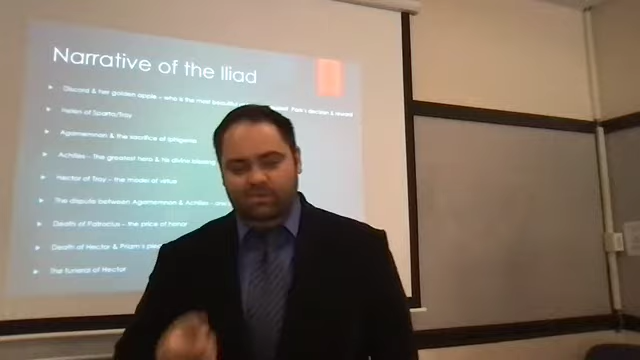 Narrative of the Iliad
Discord & her golden apple – who is the most beautiful Paris's decision & reward
Helen of Sparta/Troy
Agamemnon & the sacrifice of Iphigenia
Achilles – The greatest hero & his divine blessing
Hector of Troy – the model of virtue
The dispute between Agamemnon & Achilles –
Death of Patroclus – the price of honor
Death of Hector & Priam's
The funeral of Hector